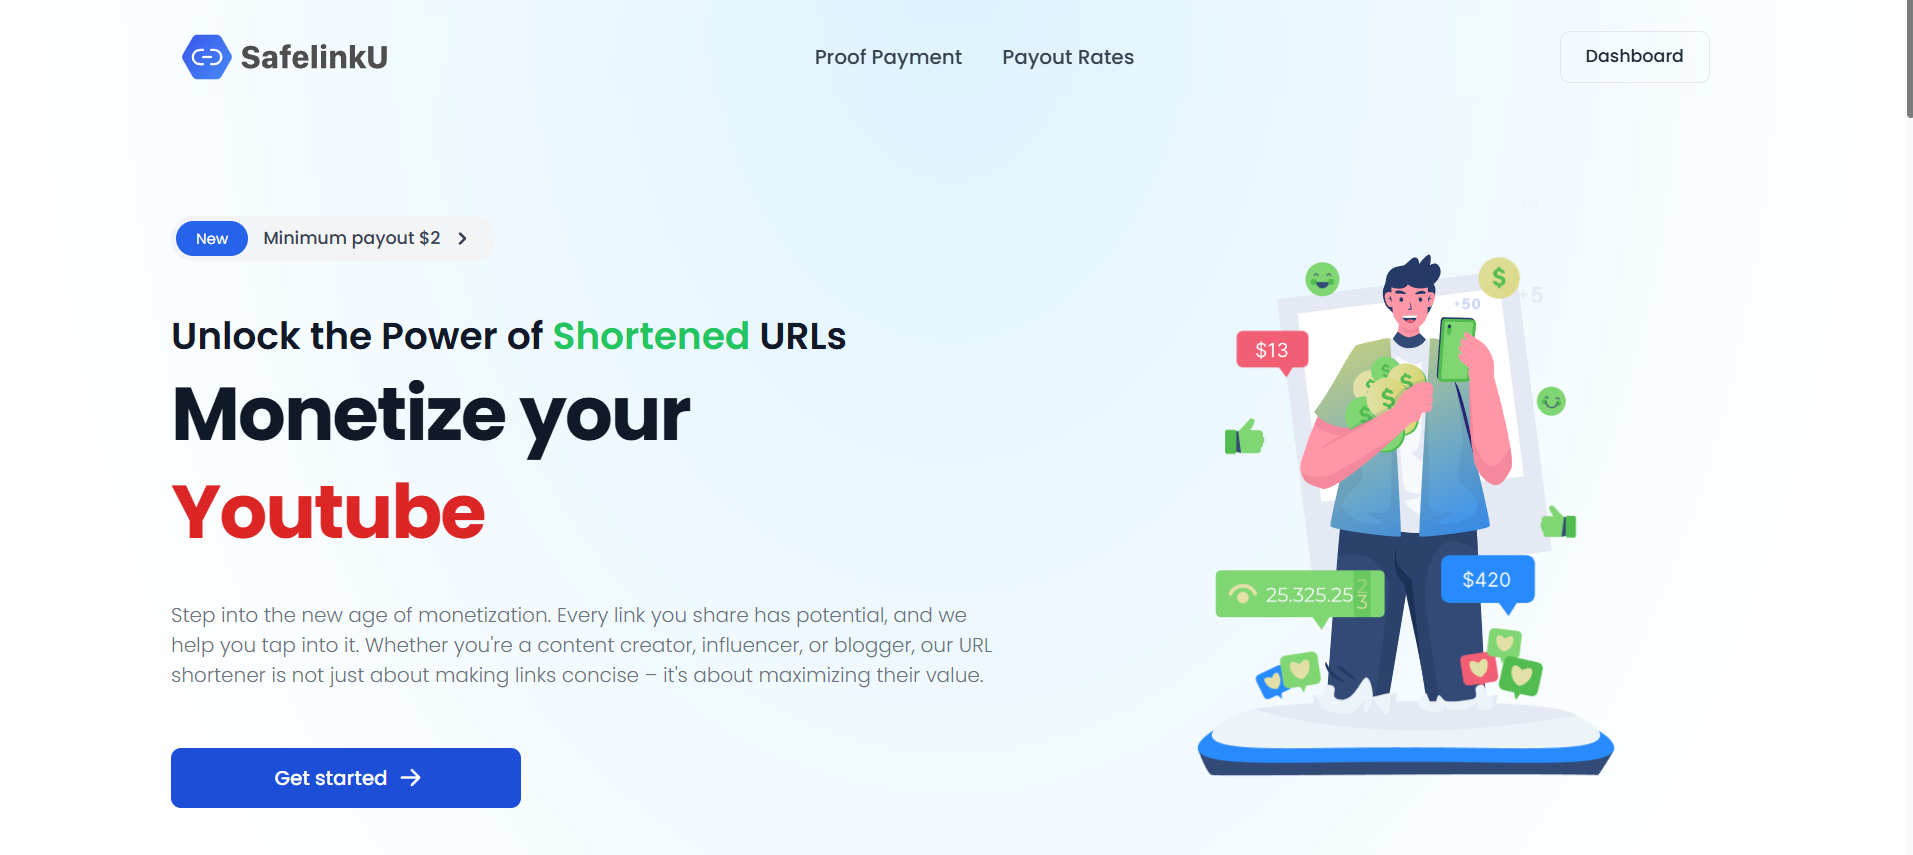 SafelinkU
Proof Payment
Payout Rates
Dashboard
New
Minimum payout $2
Unlock the Power of Shortened URLs
Monetize your
Youtube
Step into the new age of monetization. Every link you share has potential, and we
help you tap into it. Whether you're a content creator, influencer, or blogger, our URL
shortener is not just about making links concise – it's about maximizing their value.
Get started
+50
+5
$
$13
$
$
$
$
$
25.325.25
2
3
$420